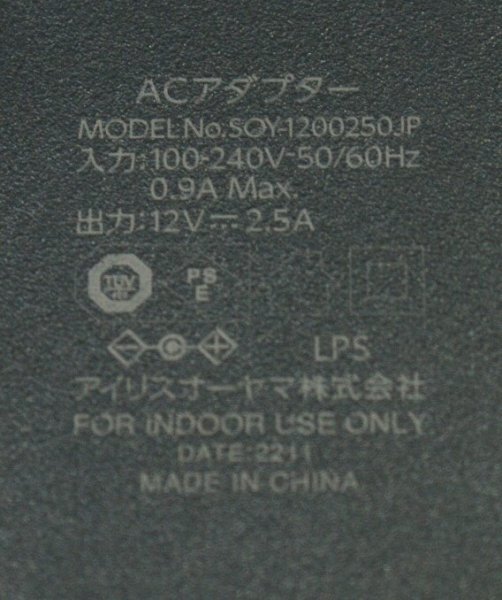 ACアダプター
MODEL No.SOY-1200250JP
入力:100-240V~50/60Hz
0.9A Max.
出力:12V⎓2.5A
TÜV
PS
E
LPS
アイリスオーヤマ株式会社
FOR INDOOR USE ONLY
DATE:2211
MADE IN CHINA